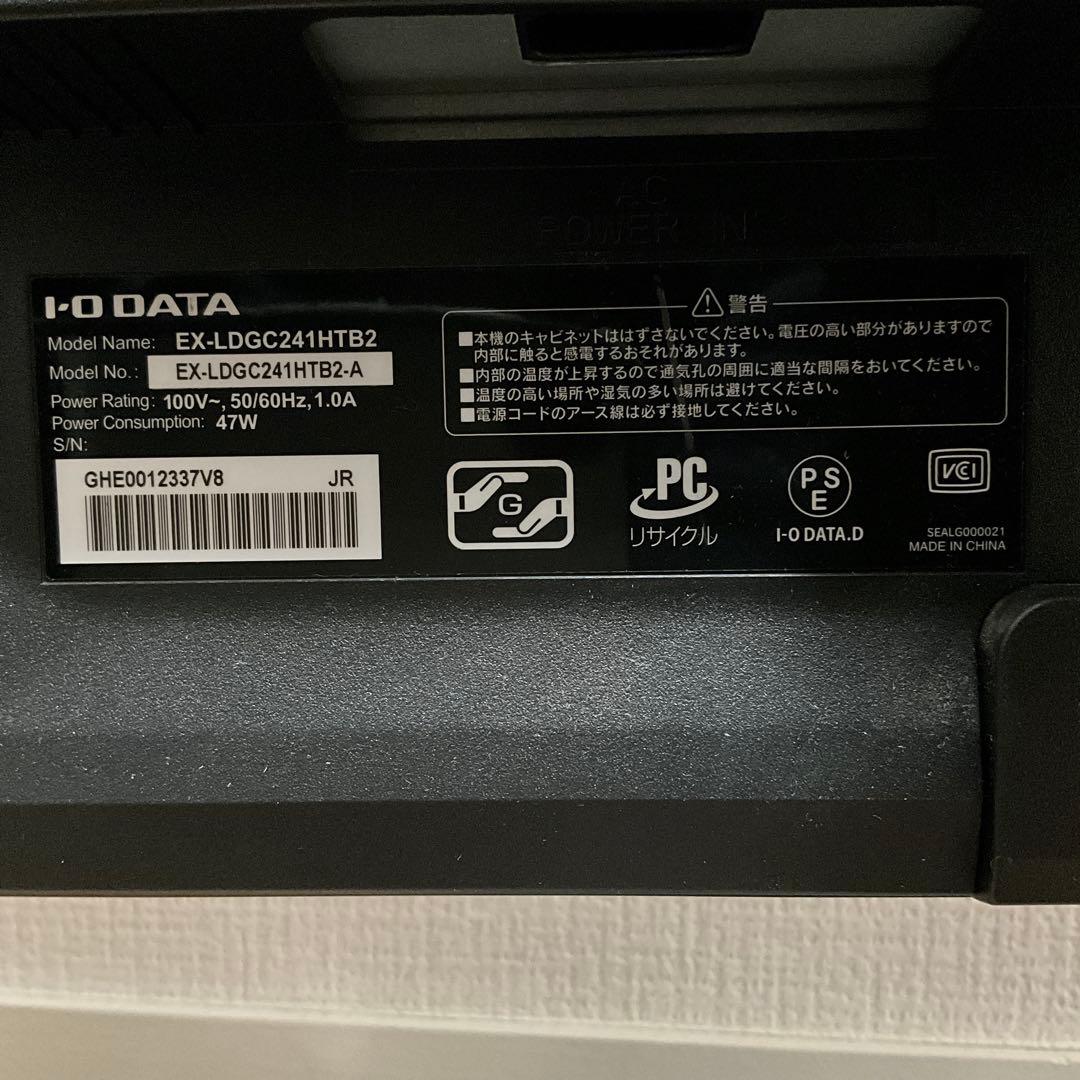 AC
POWER IN
I-O DATA
Model Name: EX-LDGC241HTB2
Model No.: EX-LDGC241HTB2-A
Power Rating: 100V~, 50/60Hz, 1.0A
Power Consumption: 47W
S/N:
GHE0012337V8 JR
警告
■本機のキャビネットははずさないでください。電圧の高い部分がありますので
内部に触ると感電するおそれがあります。
■内部の温度が上昇するので通気孔の周囲に適当な間隔をおいてください。
■温度の高い場所や湿気の多い場所は避けてください。
■電源コードのアース線は必ず接地してください。
G
PC
リサイクル
PS
E
I-O DATA.D
VCI
SEALG000021
MADE IN CHINA